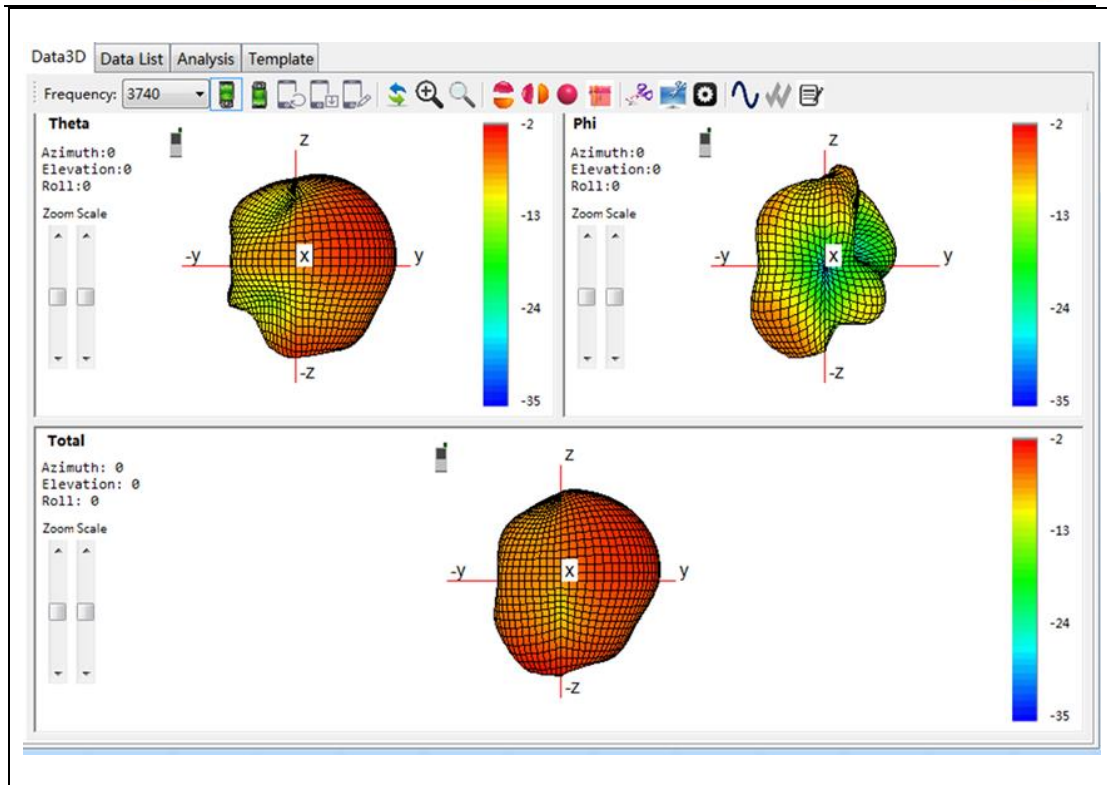 Data3D Data List Analysis Template
Frequency: 3740
Theta
Azimuth:0
Elevation:0
Roll:0
Zoom Scale
z
-y
x
y
-z
-2
-13
-24
-35
Phi
Azimuth:0
Elevation:0
Roll:0
Zoom Scale
z
-y
x
y
-z
-2
-13
-24
-35
Total
Azimuth: 0
Elevation: 0
Roll: 0
Zoom Scale
z
-y
x
y
-z
-2
-13
-24
-35